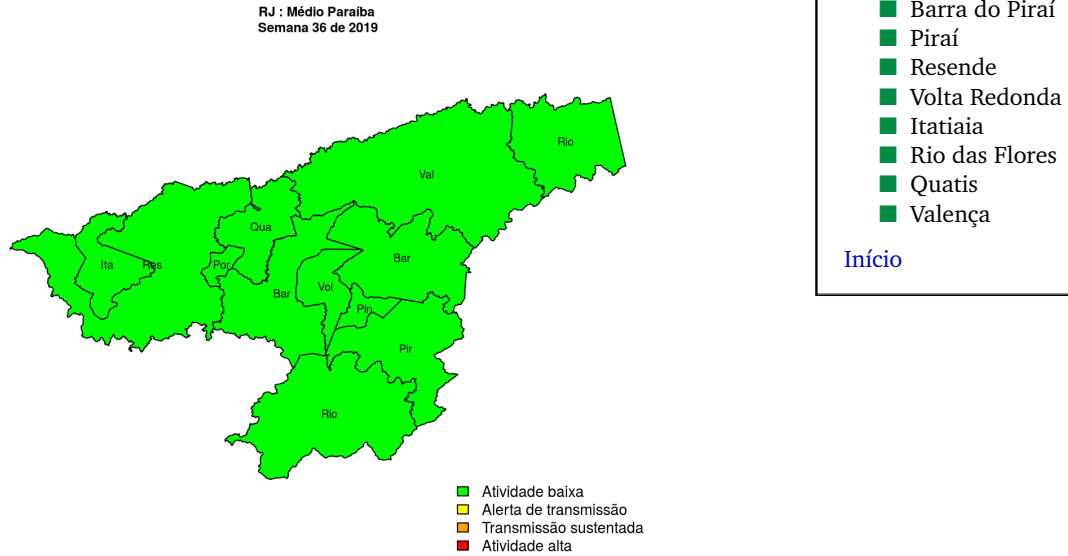 RJ : Médio Paraíba
Semana 36 de 2019
Rio
Val
Qua
Ita
Res
Por
Bar
Bar
Vol
Pin
Pir
Rio
Atividade baixa
Alerta de transmissão
Transmissão sustentada
Atividade alta
Barra do Piraí
Piraí
Resende
Volta Redonda
Itatiaia
Rio das Flores
Quatis
Valença
Início